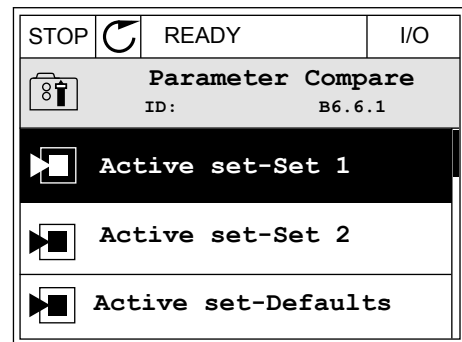 STOP READY I/O
Parameter Compare
ID: B6.6.1
Active set-Set 1
Active set-Set 2
Active set-Defaults